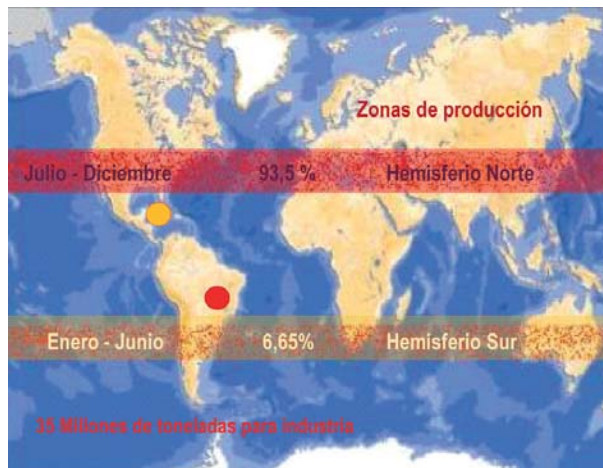 Zonas de producción
Julio - Diciembre 93,5 % Hemisferio Norte
Enero - Junio 6,65% Hemisferio Sur
35 Millones de toneladas para industria